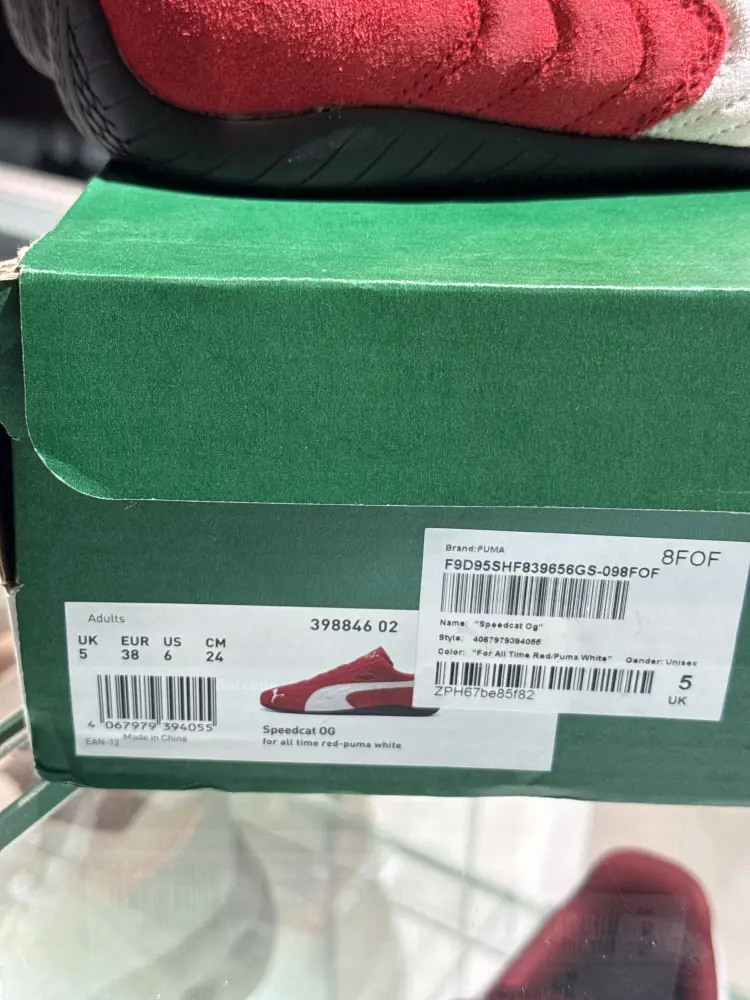 Brand:PUMA
8FOF
F9D95SHF839656GS-098FOF
Name: "Speedcat Og"
Style: 4067979394055
Color: "For All Time Red/Puma White" Gender: Unisex
ZPH67be85f82
5
UK
Adults
398846 02
UK EUR US CM
5 38 6 24
4 067979 394055
EAN-13 Made in China
Speedcat OG
for all time red-puma white